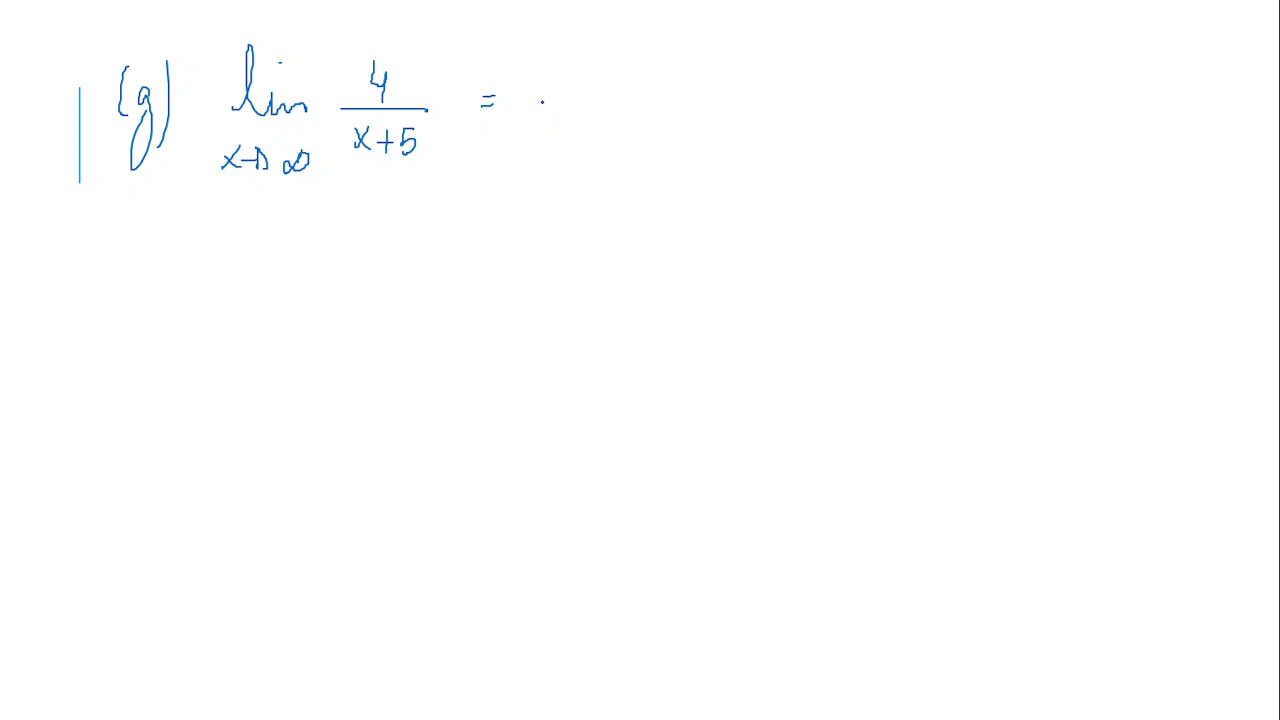 (g) lim x→∞ 4/(x+5) =